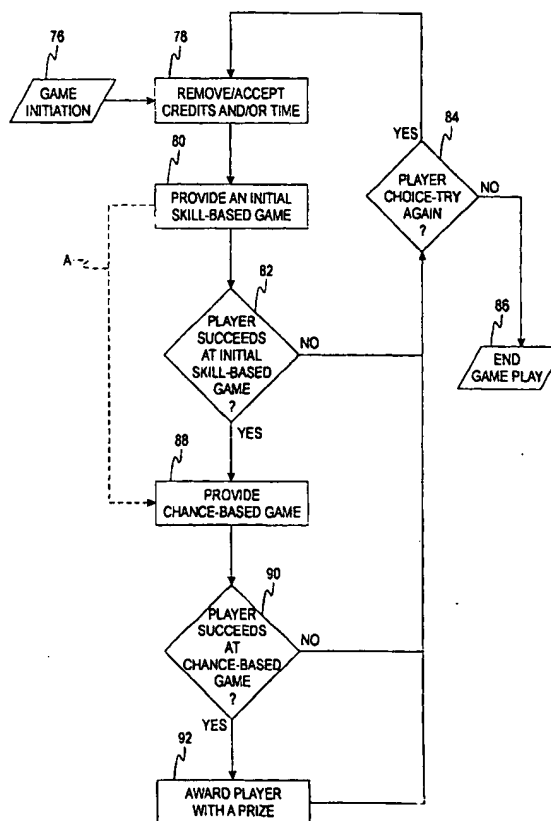 76
GAME
INITIATION
78
REMOVE/ACCEPT
CREDITS AND/OR TIME
80
PROVIDE AN INITIAL
SKILL-BASED GAME
A
82
PLAYER
SUCCEEDS
AT INITIAL
SKILL-BASED
GAME
?
NO
YES
84
YES
PLAYER
CHOICE-TRY
AGAIN
?
NO
86
END
GAME PLAY
88
PROVIDE
CHANCE-BASED GAME
90
PLAYER
SUCCEEDS
AT
CHANCE-BASED
GAME
?
NO
YES
92
AWARD PLAYER
WITH A PRIZE